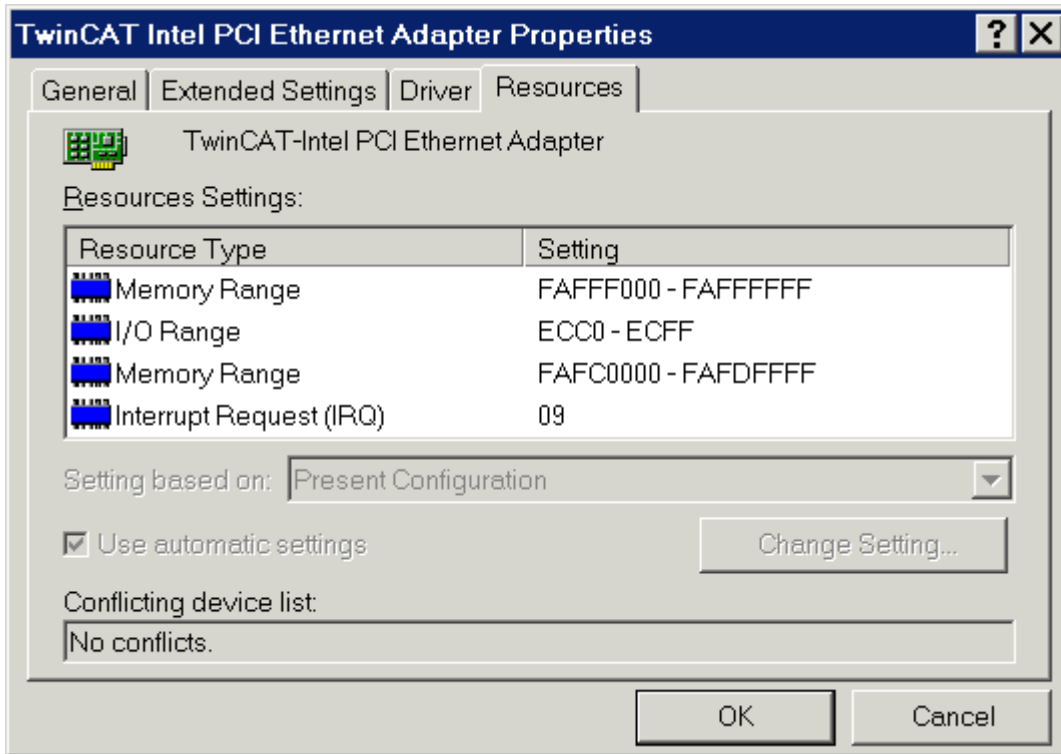 TwinCAT Intel PCI Ethernet Adapter Properties ? X
General Extended Settings Driver Resources
TwinCAT-Intel PCI Ethernet Adapter
Resources Settings:
Resource Type Setting
Memory Range FAFFF000 - FAFFFFFF
I/O Range ECC0 - ECFF
Memory Range FAFC0000 - FAFDFFFF
Interrupt Request (IRQ) 09
Setting based on: Present Configuration
Use automatic settings Change Setting...
Conflicting device list:
No conflicts.
OK Cancel